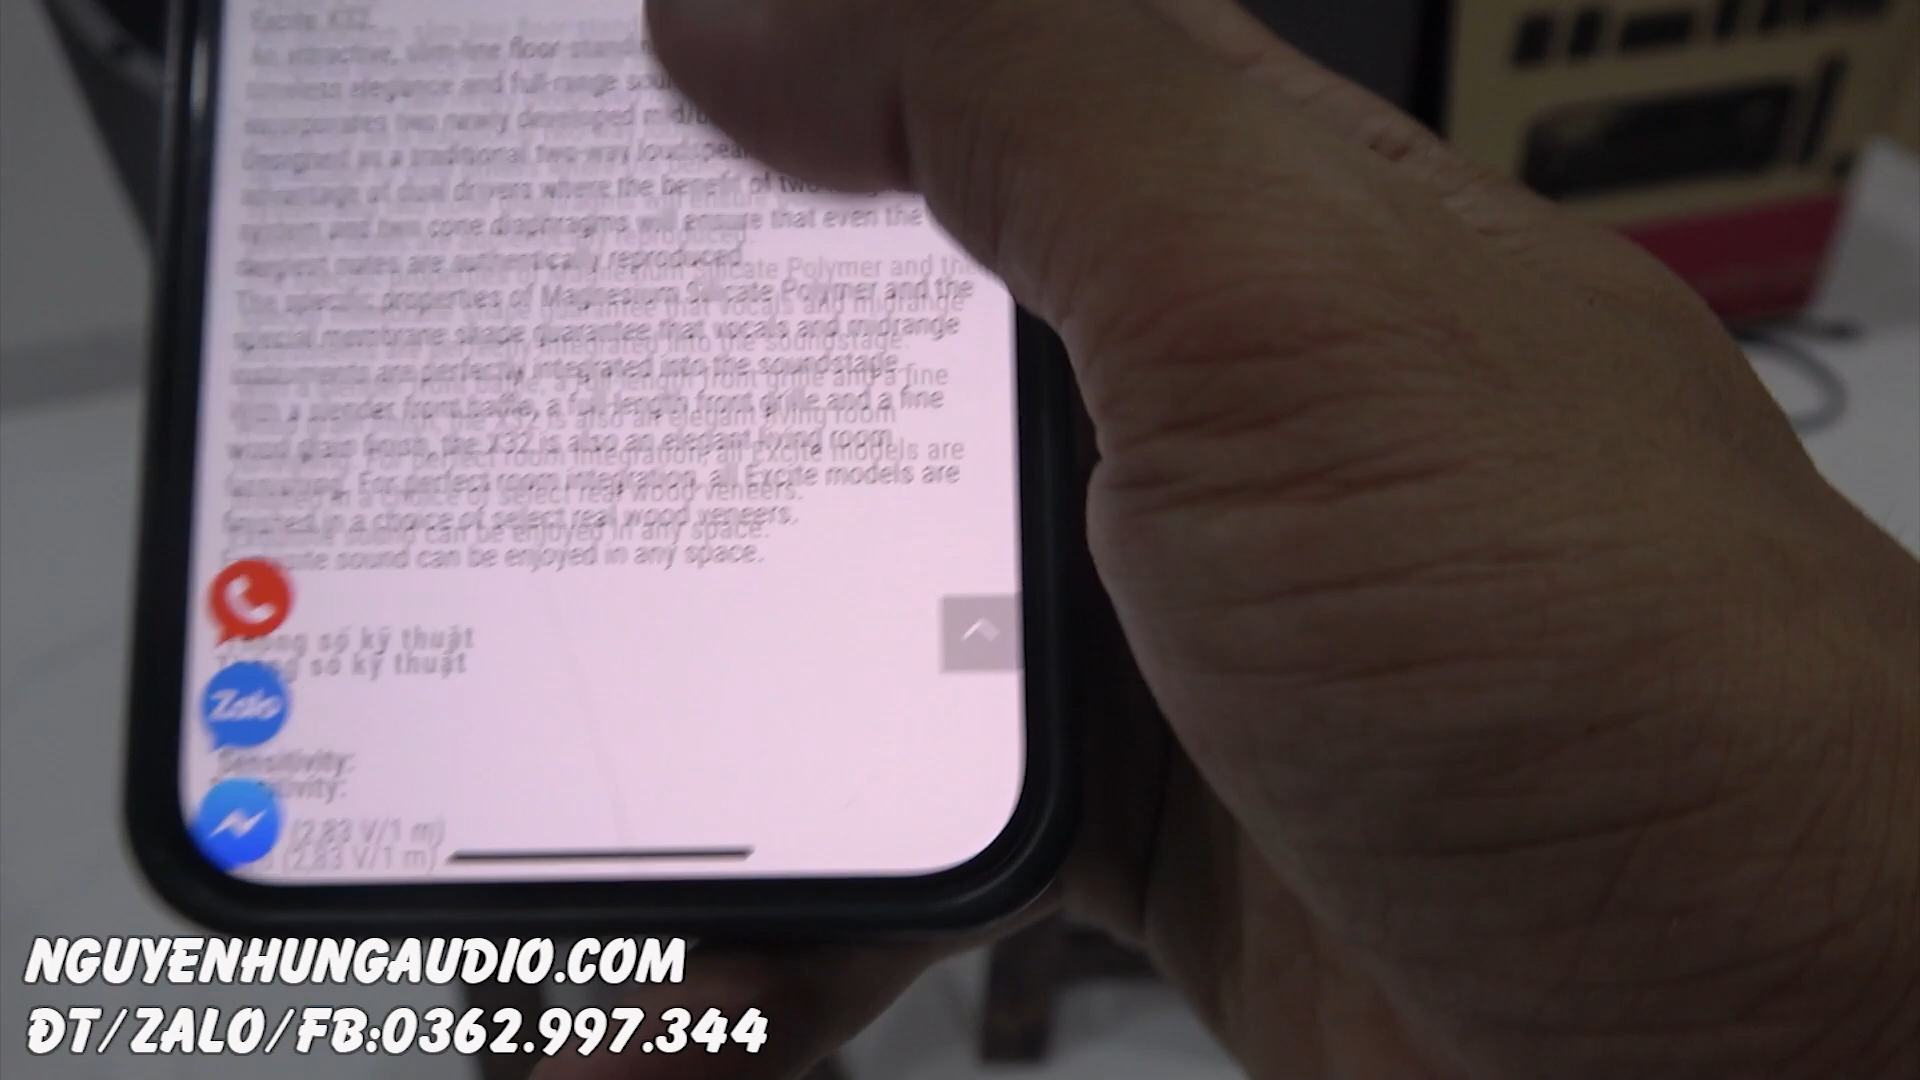 Excite X32.
An attractive, slim-line floor standin
timeless elegance and full-range sou
incorporates two newly developed mid/b
Designed as a traditional two-way loudspeak
advantage of dual drivers where the benefit of two
system and two cone diaphragms will ensure that even the
deepest notes are authentically reproduced.
The specific properties of Magnesium Silicate Polymer and the
special membrane shape guarantee that vocals and midrange
instruments are perfectly integrated into the soundstage.
With a slender front baffle, a full-length front grille and a fine
wood grain finish, the X32 is also an elegant living room
furnishing. For perfect room integration, all Excite models are
finished in a choice of select real wood veneers.
sound can be enjoyed in any space.
số kỹ thuật
Zalo
Sensitivity:
(2,83 V/1 m)
NGUYENHUNGAUDIO.COM
ĐT/ZALO/FB:0362.997.344